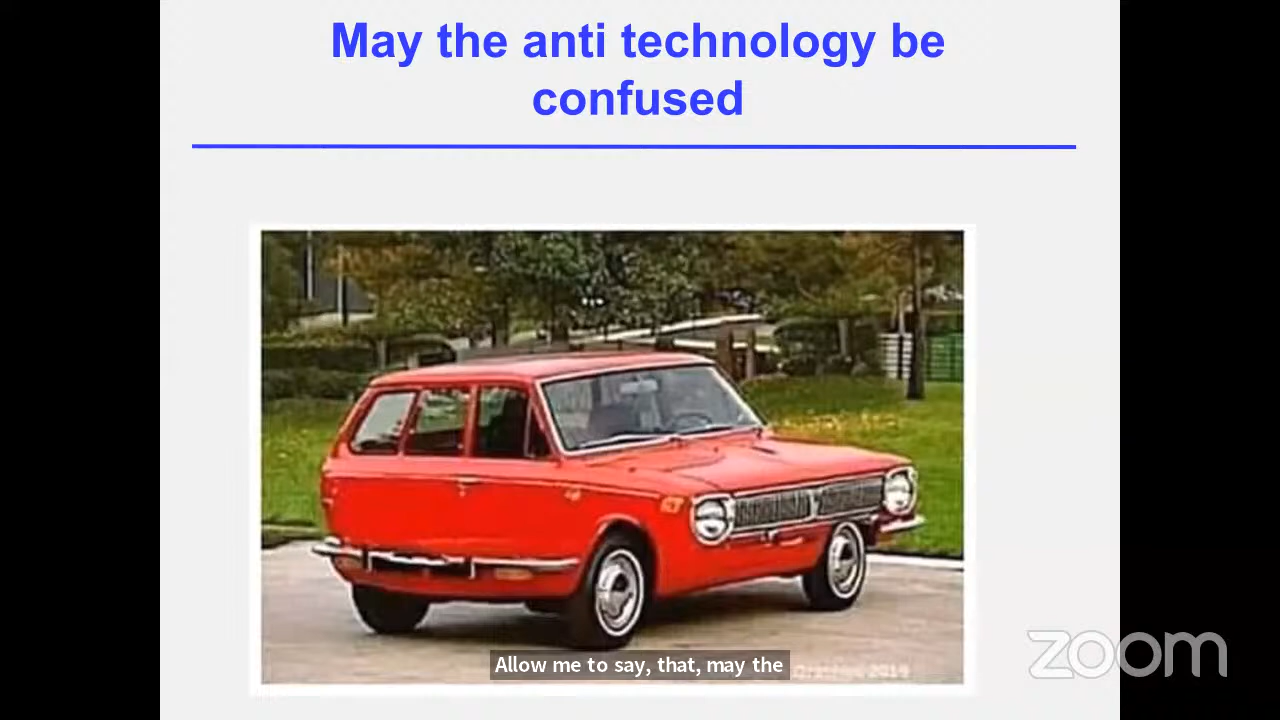 May the anti technology be
confused
Allow me to say, that, may the
zoom